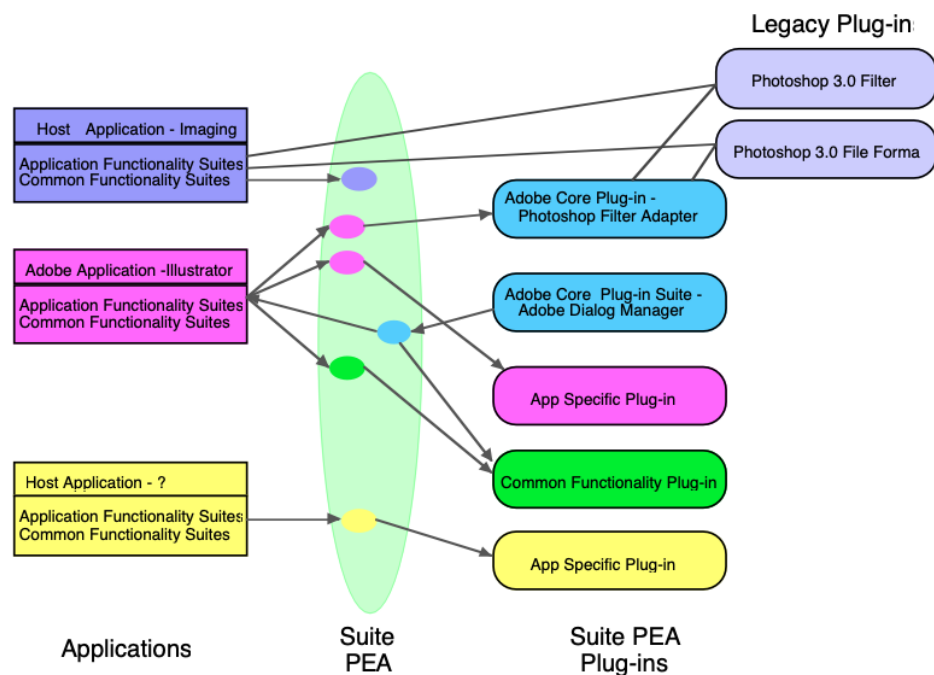 Legacy Plug-ins
Photoshop 3.0 Filter
Photoshop 3.0 File Forma
Host Application - Imaging
Application Functionality Suites
Common Functionality Suites
Adobe Core Plug-in -
Photoshop Filter Adapter
Adobe Application -Illustrator
Application Functionality Suites
Common Functionality Suites
Adobe Core Plug-in Suite -
Adobe Dialog Manager
App Specific Plug-in
Common Functionality Plug-in
Host Application - ?
Application Functionality Suites
Common Functionality Suites
App Specific Plug-in
Applications
Suite
PEA
Suite PEA
Plug-ins